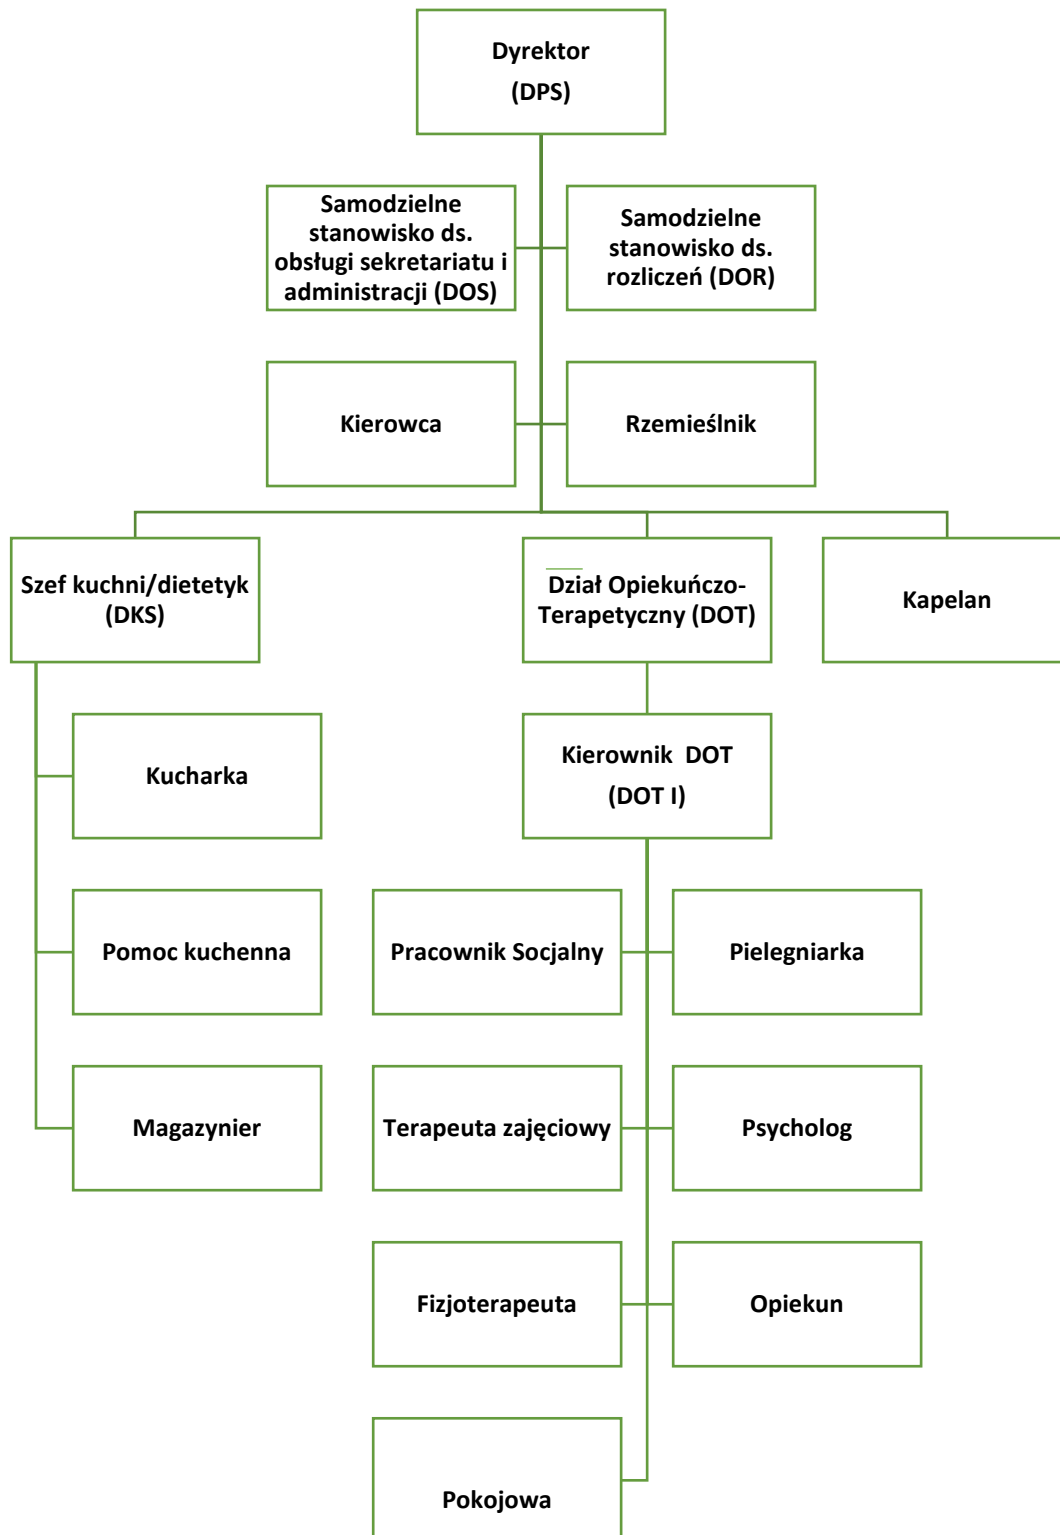 Dyrektor
(DPS)
Samodzielne
stanowisko ds.
obsługi sekretariatu i
administracji (DOS)
Samodzielne
stanowisko ds.
rozliczeń (DOR)
Kierowca
Rzemieślnik
Szef kuchni/dietetyk
(DKS)
Dział Opiekuńczo-
Terapetyczny (DOT)
Kapelan
Kucharka
Kierownik DOT
(DOT I)
Pomoc kuchenna
Pracownik Socjalny
Pielegniarka
Magazynier
Terapeuta zajęciowy
Psycholog
Fizjoterapeuta
Opiekun
Pokojowa